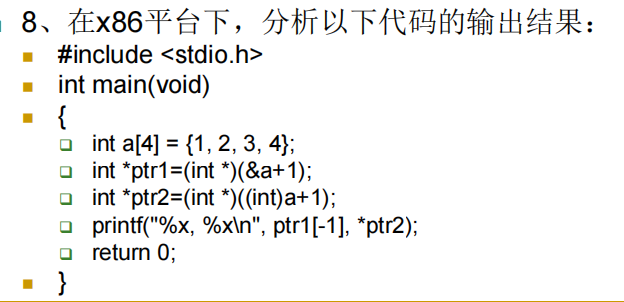 8、在x86平台下，分析以下代码的输出结果：
#include <stdio.h>
int main(void)
{
int a[4] = {1, 2, 3, 4};
int *ptr1=(int *)(&a+1);
int *ptr2=(int *)((int)a+1);
printf("%x, %x\n", ptr1[-1], *ptr2);
return 0;
}